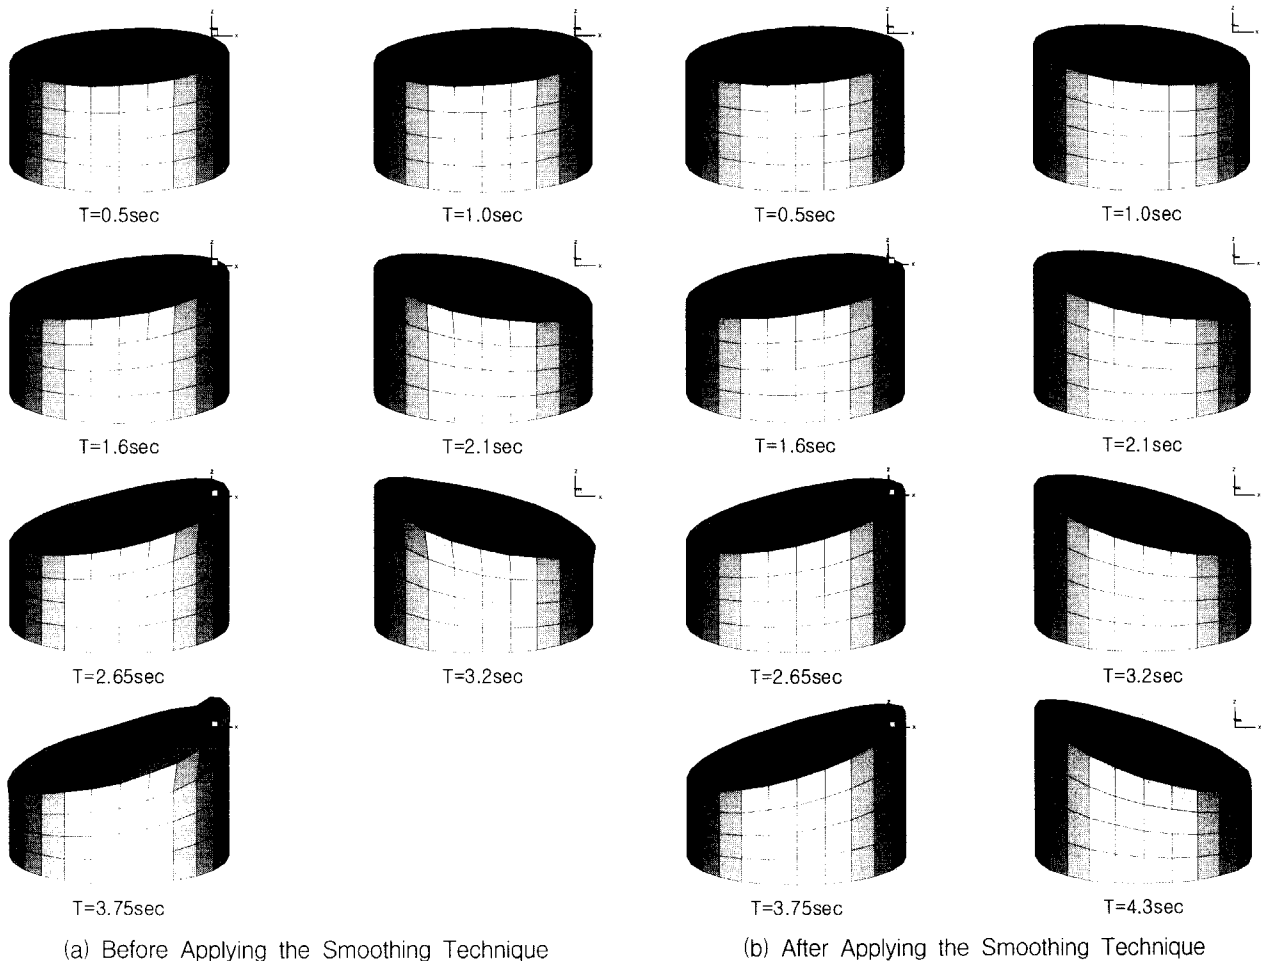 z
x
z
x
z
x
z
x
T=0.5sec
T=1.0sec
T=0.5sec
T=1.0sec
z
x
z
x
z
x
z
x
T=1.6sec
T=2.1sec
T=1.6sec
T=2.1sec
z
x
z
x
z
x
z
x
T=2.65sec
T=3.2sec
T=2.65sec
T=3.2sec
z
x
z
x
z
x
T=3.75sec
T=3.75sec
T=4.3sec
(a) Before Applying the Smoothing Technique
(b) After Applying the Smoothing Technique